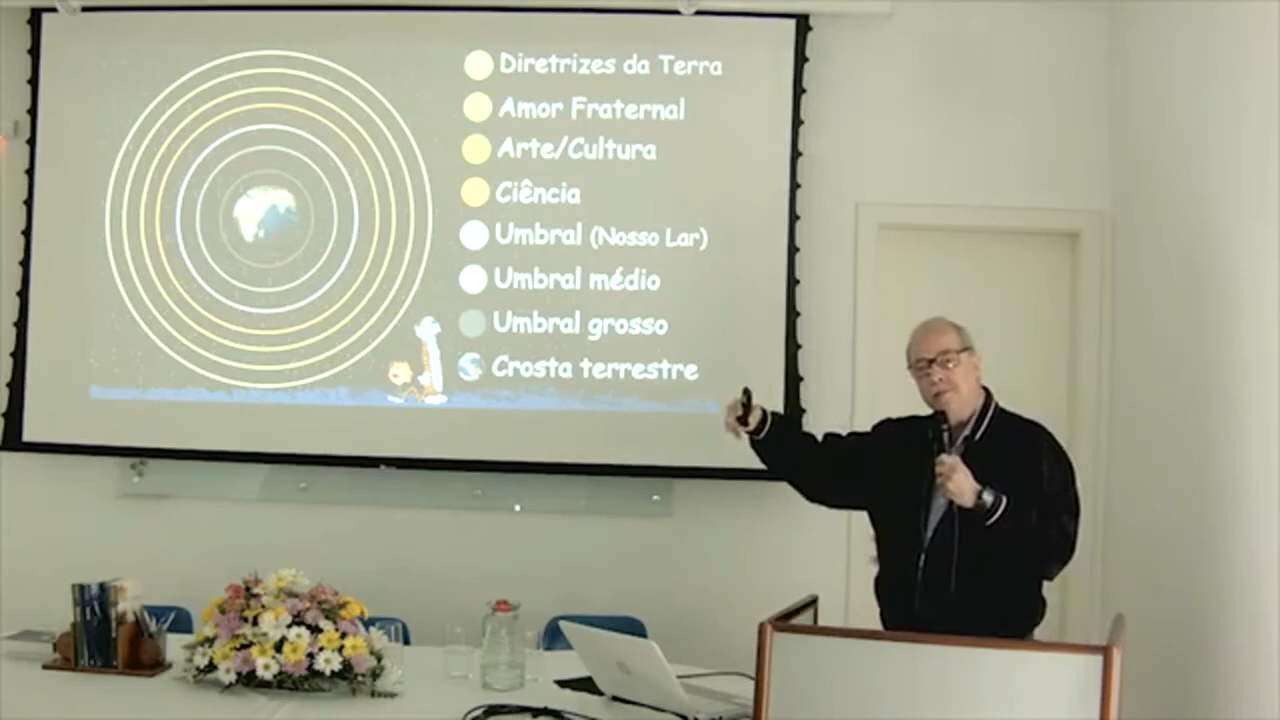 Diretrizes da Terra
Amor Fraternal
Arte/Cultura
Ciência
Umbral (Nosso Lar)
Umbral médio
Umbral grosso
Crosta terrestre